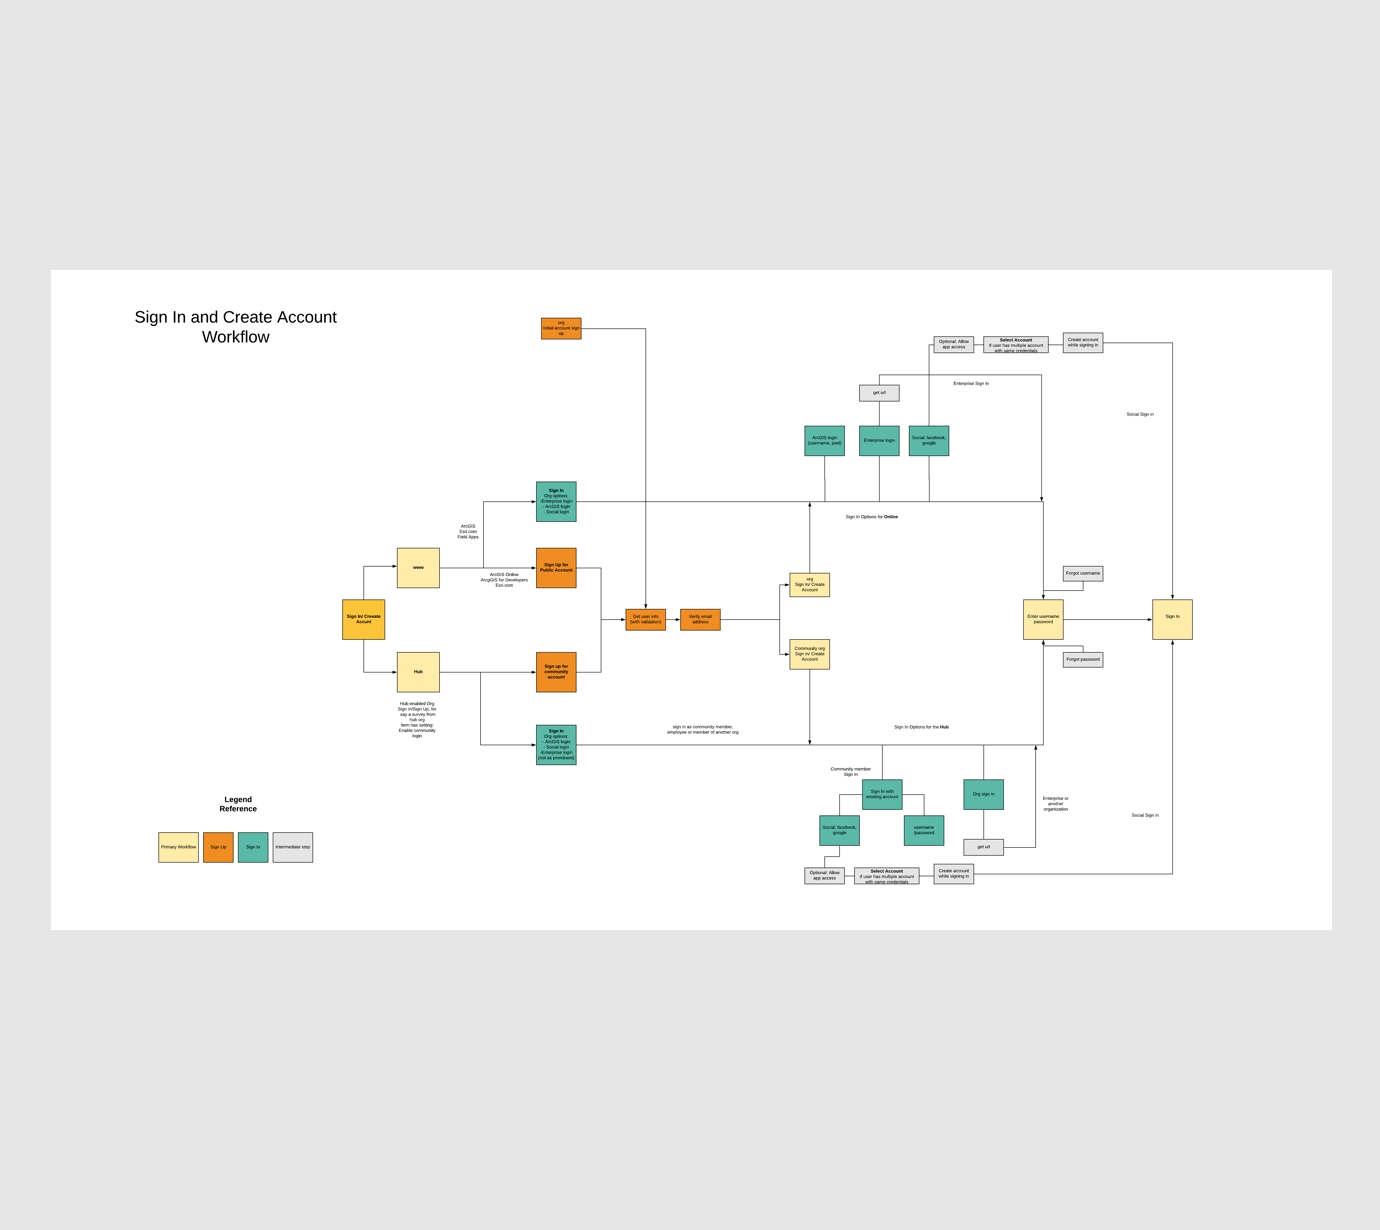 Sign In and Create Account
Workflow
org
Initial account sign
up
Optional: Allow
app access
Select Account
If user has multiple account
with same credentials
Create account
while signing in
Enterprise Sign In
get url
Social Sign in
ArcGIS login
(username, pwd)
Enterprise login
Social: facebook,
google
Sign In
Org options:
-Enterprise login
- ArcGIS login
- Social login
Sign In Options for Online
ArcGIS
Esri.com
Field Apps
www
ArcGIS Online
ArcgGIS for Developers
Esri.com
Sign Up for
Public Account
org
Sign In/ Create
Account
Forgot username
Sign In/ Creeate
Accunt
Get user info
(with validation)
Verify email
address
Enter username
password
Sign In
Community org
Sign in/ Create
Account
Forgot password
Hub
Sign up for
community
account
Hub-enabled Org
Sign in/Sign Up, for
say a survey from
hub org
Item has setting:
Enable community
login
Sign In
Org options:
- ArcGIS login
- Social login
-Enterprise login
(not as prominent)
sign in as community member,
employee or member of another org
Sign In Options for the Hub
Community member
Sign In
Sign In with
existing account
Org sign in
Enterprise or
another
organization
Social Sign in
Social: facebook,
google
username
/password
get url
Optional: Allow
app access
Select Account
If user has multiple account
with same credentials
Create account
while signing in
Legend
Reference
Primary Workflow
Sign Up
Sign In
Intermediate step